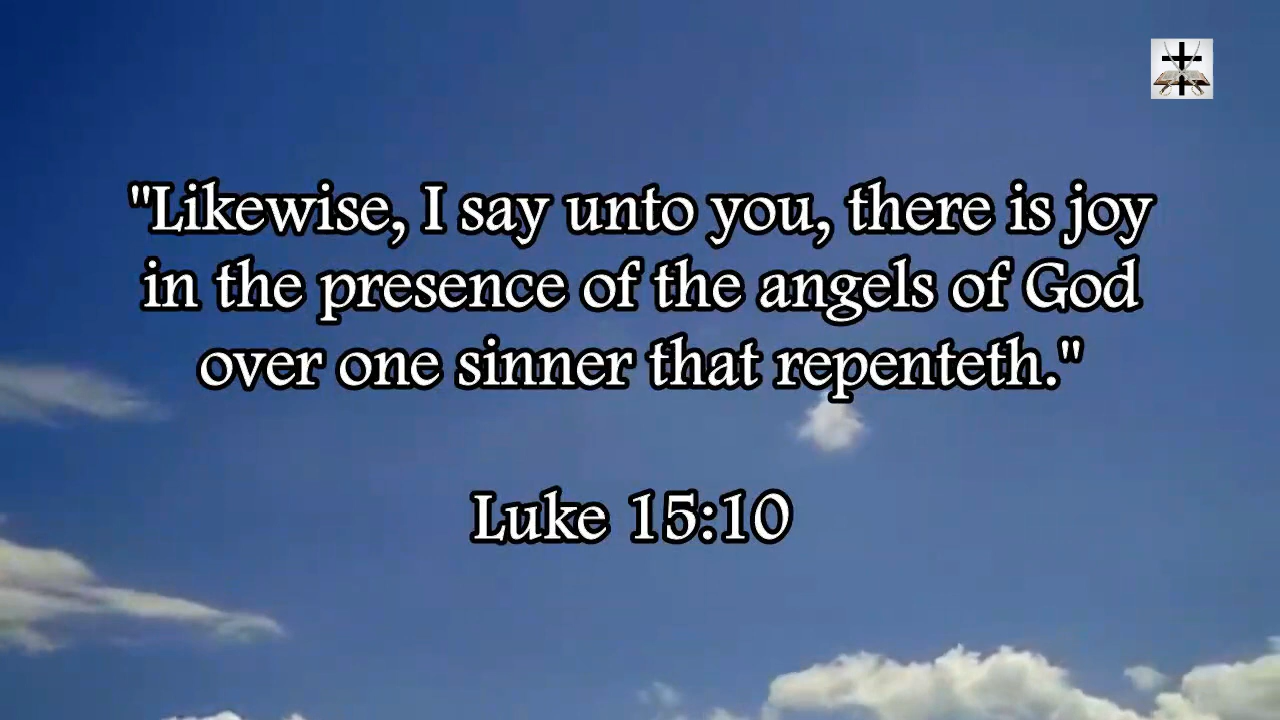 "Likewise, I say unto you, there is joy
in the presence of the angels of God
over one sinner that repenteth."
Luke 15:10